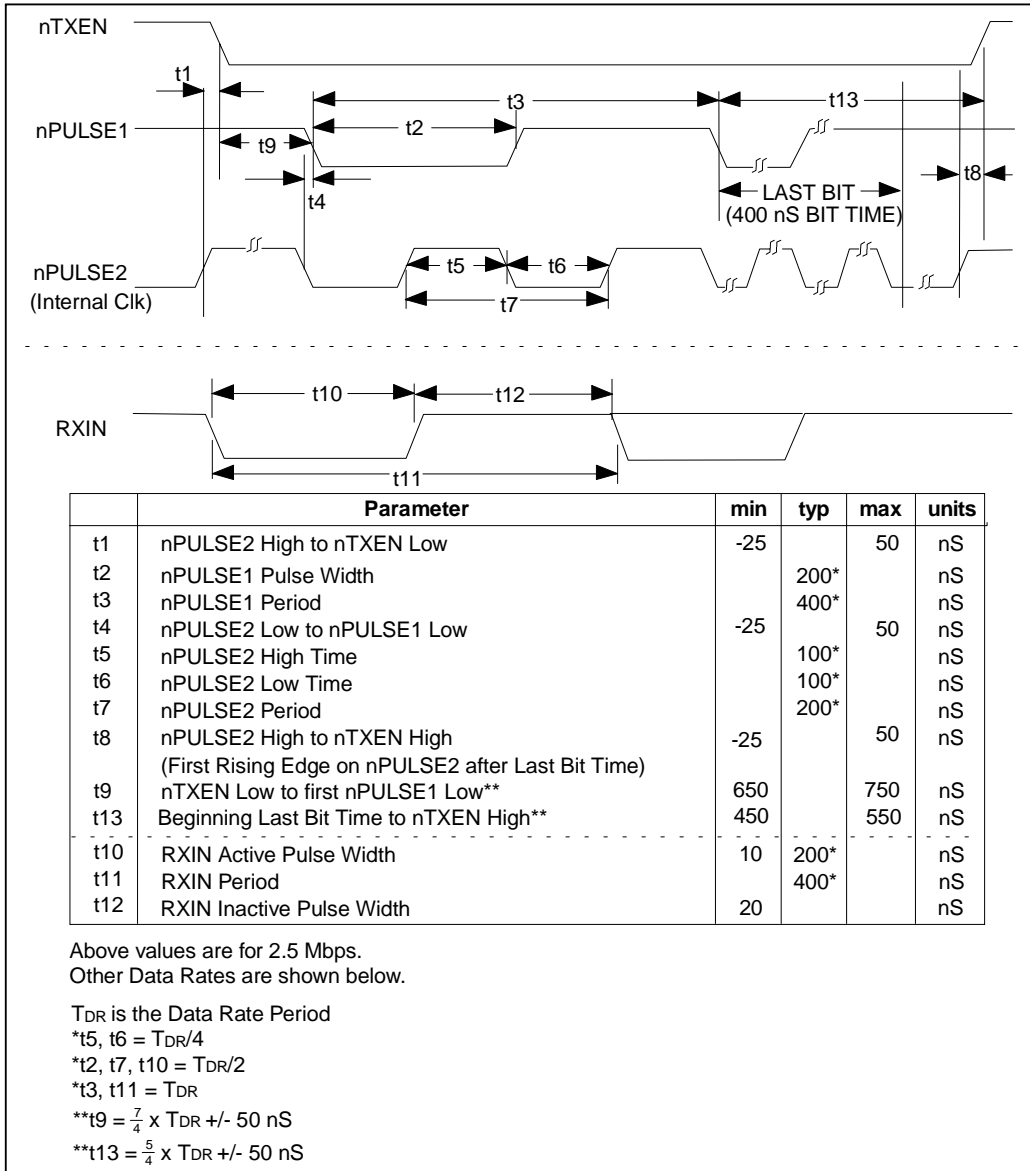 nTXEN
t1
t3
t13
nPULSE1
t2
t9
t8
t4
LAST BIT
(400 nS BIT TIME)
nPULSE2
(Internal Clk)
t5
t6
t7
t10
t12
RXIN
t11
Parameter min typ max units
t1 nPULSE2 High to nTXEN Low -25 50 nS
t2 nPULSE1 Pulse Width 200* nS
t3 nPULSE1 Period 400* nS
t4 nPULSE2 Low to nPULSE1 Low -25 50 nS
t5 nPULSE2 High Time 100* nS
t6 nPULSE2 Low Time 100* nS
t7 nPULSE2 Period 200* nS
t8 nPULSE2 High to nTXEN High -25 50 nS
(First Rising Edge on nPULSE2 after Last Bit Time)
t9 nTXEN Low to first nPULSE1 Low** 650 750 nS
t13 Beginning Last Bit Time to nTXEN High** 450 550 nS
t10 RXIN Active Pulse Width 10 200* nS
t11 RXIN Period 400* nS
t12 RXIN Inactive Pulse Width 20 nS
Above values are for 2.5 Mbps.
Other Data Rates are shown below.
TDR is the Data Rate Period
*t5, t6 = TDR/4
*t2, t7, t10 = TDR/2
*t3, t11 = TDR
**t9 = 7/4 x TDR +/- 50 nS
**t13 = 5/4 x TDR +/- 50 nS